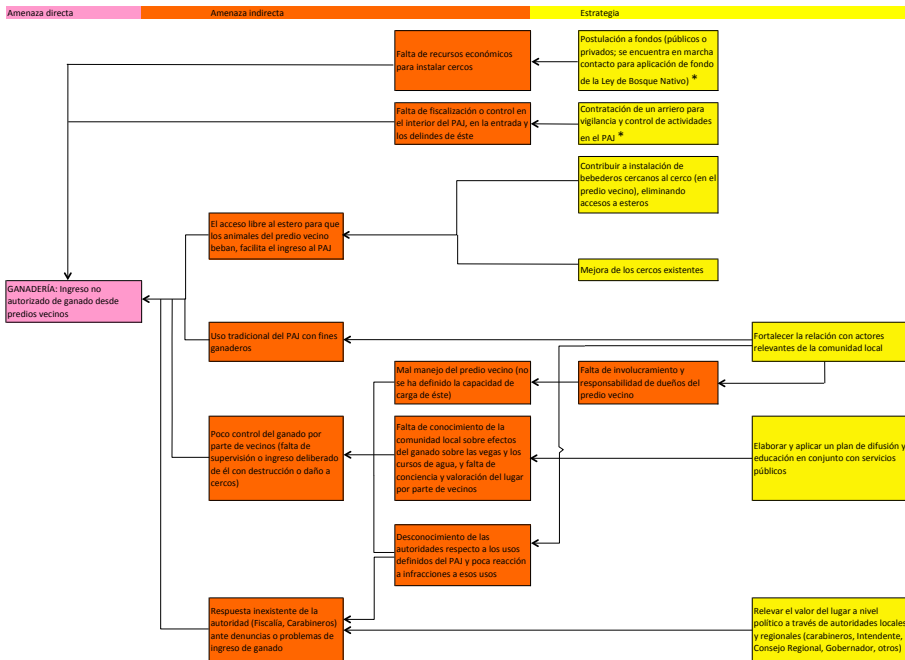 Amenaza directa
Amenaza indirecta
Estrategia
Falta de recursos económicos
para instalar cercos
Postulación a fondos (públicos o
privados; se encuentra en marcha
contacto para aplicación de fondo
de la Ley de Bosque Nativo) *
Falta de fiscalización o control en
el interior del PAJ, en la entrada y
los delindes de éste
Contratación de un arriero para
vigilancia y control de actividades
en el PAJ *
Contribuir a instalación de
bebederos cercanos al cerco (en el
predio vecino), eliminando
accesos a esteros
El acceso libre al estero para que
los animales del predio vecino
beban, facilita el ingreso al PAJ
Mejora de los cercos existentes
GANADERÍA: Ingreso no
autorizado de ganado desde
predios vecinos
Uso tradicional del PAJ con fines
ganaderos
Fortalecer la relación con actores
relevantes de la comunidad local
Mal manejo del predio vecino (no
se ha definido la capacidad de
carga de éste)
Falta de involucramiento y
responsabilidad de dueños del
predio vecino
Poco control del ganado por
parte de vecinos (falta de
supervisión o ingreso deliberado
de él con destrucción o daño a
cercos)
Falta de conocimiento de la
comunidad local sobre efectos
del ganado sobre las vegas y los
cursos de agua, y falta de
conciencia y valoración del lugar
por parte de vecinos
Elaborar y aplicar un plan de difusión y
educación en conjunto con servicios
públicos
Desconocimiento de las
autoridades respecto a los usos
definidos del PAJ y poca reacción
a infracciones a esos usos
Respuesta inexistente de la
autoridad (Fiscalía, Carabineros)
ante denuncias o problemas de
ingreso de ganado
Relevar el valor del lugar a nivel
político a través de autoridades locales
y regionales (carabineros, Intendente,
Consejo Regional, Gobernador, otros)